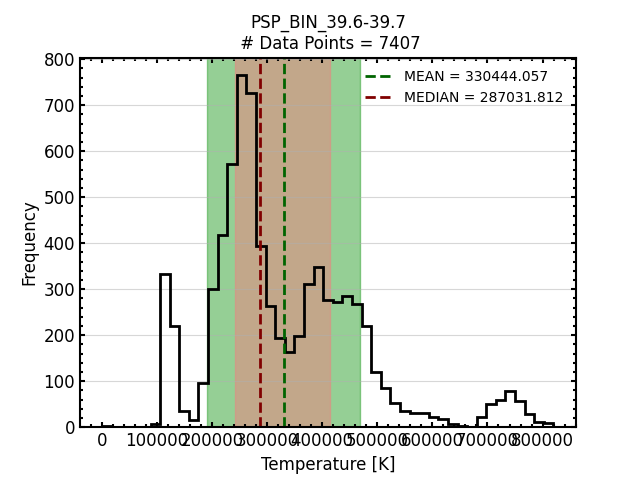 PSP_BIN_39.6-39.7
# Data Points = 7407
MEAN = 330444.057
MEDIAN = 287031.812
800
700
600
500
400
300
200
100
0
Frequency
0 100000 200000 300000 400000 500000 600000 700000 800000
Temperature [K]